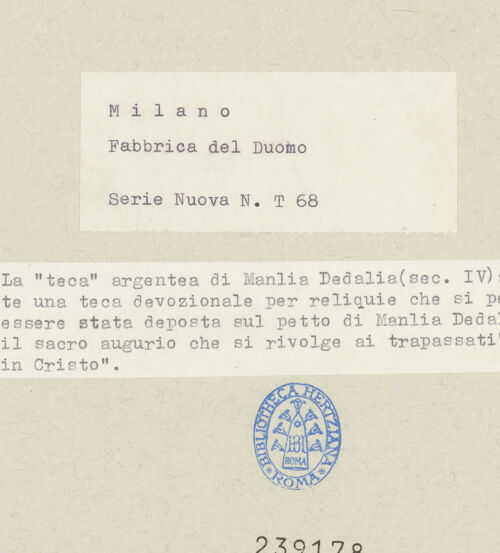 M i l a n o
Fabbrica del Duomo
Serie Nuova N. T 68
La "teca" argentea di Manlia Dedalia(sec. IV):
te una teca devozionale per reliquie che si pe
essere stata deposta sul petto di Manlia Dedal
il sacro augurio che si rivolge ai trapassati"
in Cristo".
BIBLIOTHECA HERTZIANA
ROMA
ROMA
239178